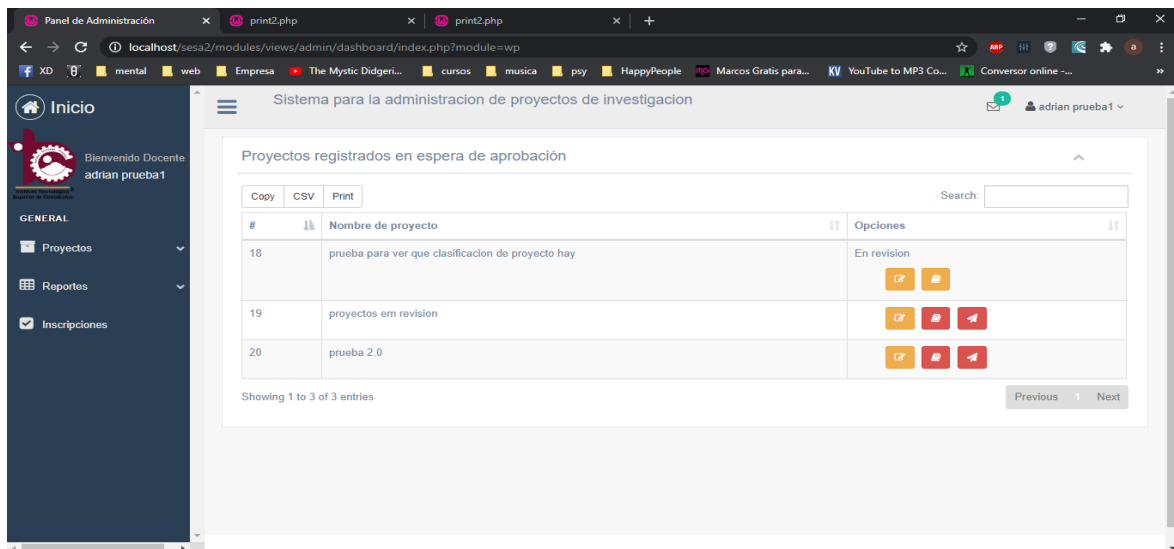 Panel de Administración
print2.php
print2.php
localhost/sesa2/modules/views/admin/dashboard/index.php?module=wp
ABP
a
XD
mental
web
Empresa
The Mystic Didgeri...
cursos
musica
psy
HappyPeople
Marcos Gratis para...
KV YouTube to MP3 Co...
Conversor online -...
Inicio
Sistema para la administracion de proyectos de investigacion
1
adrian prueba1
Bienvenido Docente
adrian prueba1
GENERAL
Proyectos
Reportes
Inscripciones
Proyectos registrados en espera de aprobación
Copy CSV Print
Search:
# Nombre de proyecto Opciones
18 prueba para ver que clasificacion de proyecto hay En revision
19 proyectos em revision
20 prueba 2.0
Showing 1 to 3 of 3 entries
Previous 1 Next